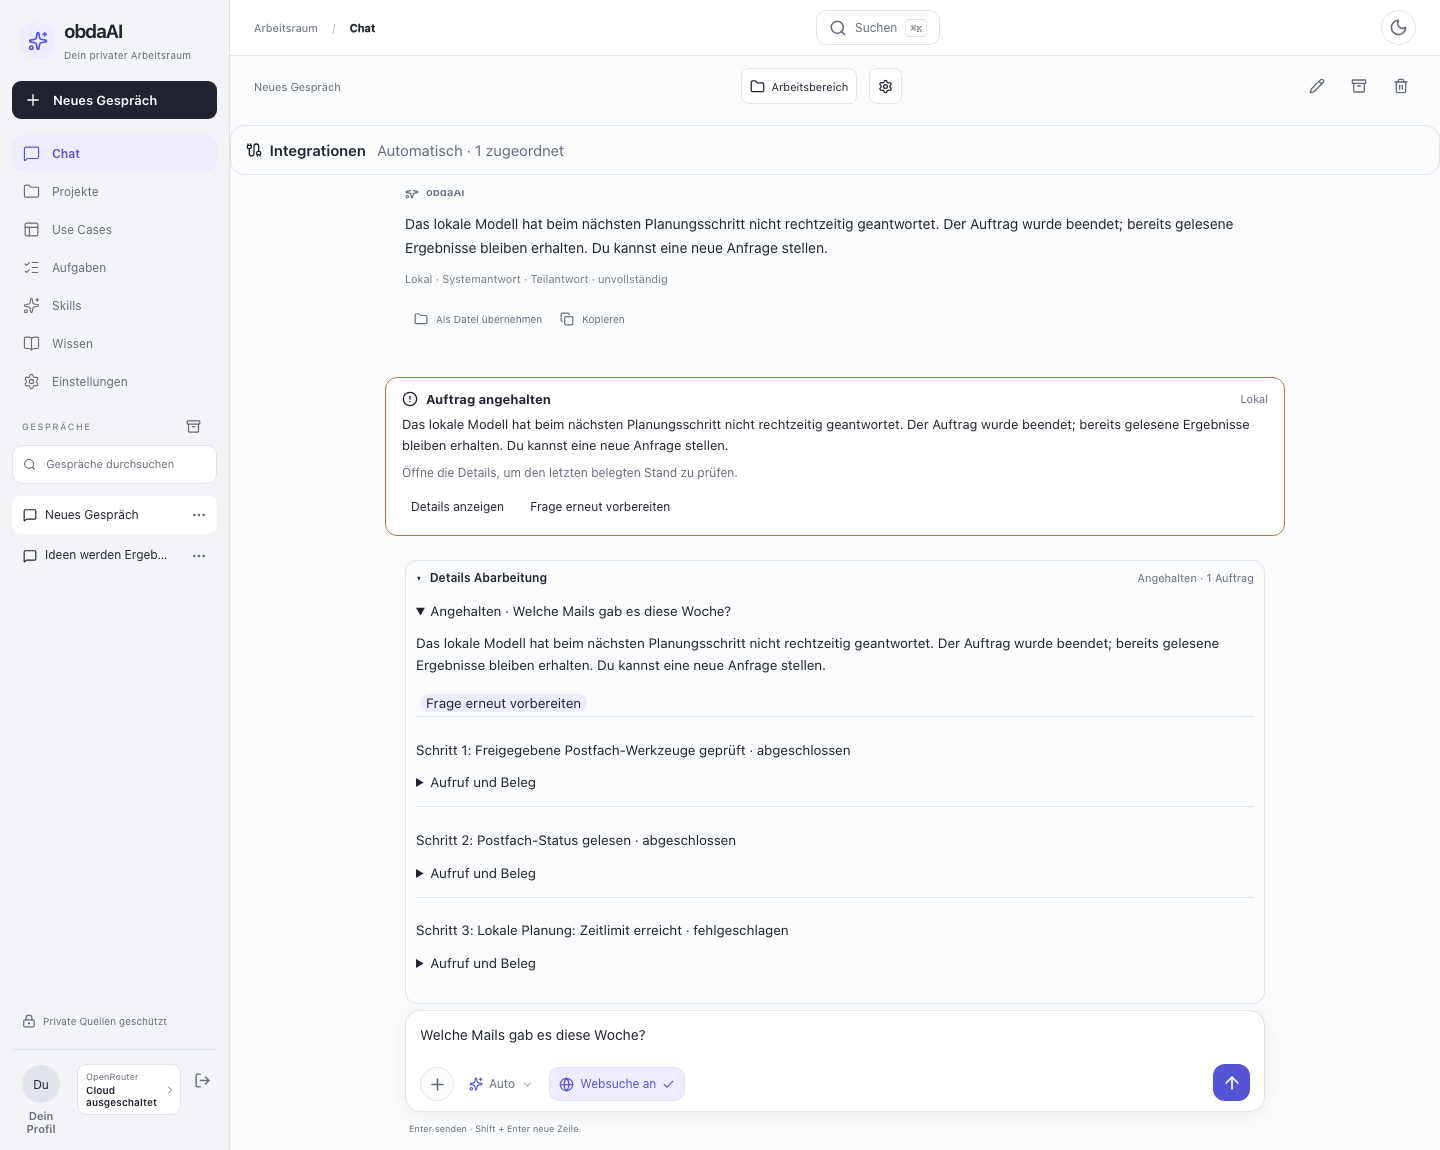 obdaAI
Dein privater Arbeitsraum
Neues Gespräch
Chat
Projekte
Use Cases
Aufgaben
Skills
Wissen
Einstellungen
GESPRÄCHE
Gespräche durchsuchen
Neues Gespräch
Ideen werden Ergeb...
Private Quellen geschützt
Du
Dein
Profil
OpenRouter
Cloud
ausgeschaltet
Arbeitsraum / Chat
Suchen ⌘K
Neues Gespräch
Arbeitsbereich
Integrationen Automatisch · 1 zugeordnet
obdaAI
Das lokale Modell hat beim nächsten Planungsschritt nicht rechtzeitig geantwortet. Der Auftrag wurde beendet; bereits gelesene
Ergebnisse bleiben erhalten. Du kannst eine neue Anfrage stellen.
Lokal · Systemantwort · Teilantwort · unvollständig
Als Datei übernehmen Kopieren
Auftrag angehalten Lokal
Das lokale Modell hat beim nächsten Planungsschritt nicht rechtzeitig geantwortet. Der Auftrag wurde beendet; bereits gelesene Ergebnisse
bleiben erhalten. Du kannst eine neue Anfrage stellen.
Öffne die Details, um den letzten belegten Stand zu prüfen.
Details anzeigen Frage erneut vorbereiten
Details Abarbeitung Angehalten · 1 Auftrag
Angehalten · Welche Mails gab es diese Woche?
Das lokale Modell hat beim nächsten Planungsschritt nicht rechtzeitig geantwortet. Der Auftrag wurde beendet; bereits gelesene
Ergebnisse bleiben erhalten. Du kannst eine neue Anfrage stellen.
Frage erneut vorbereiten
Schritt 1: Freigegebene Postfach-Werkzeuge geprüft · abgeschlossen
Aufruf und Beleg
Schritt 2: Postfach-Status gelesen · abgeschlossen
Aufruf und Beleg
Schritt 3: Lokale Planung: Zeitlimit erreicht · fehlgeschlagen
Aufruf und Beleg
Welche Mails gab es diese Woche?
Auto Websuche an
Enter senden · Shift + Enter neue Zeile